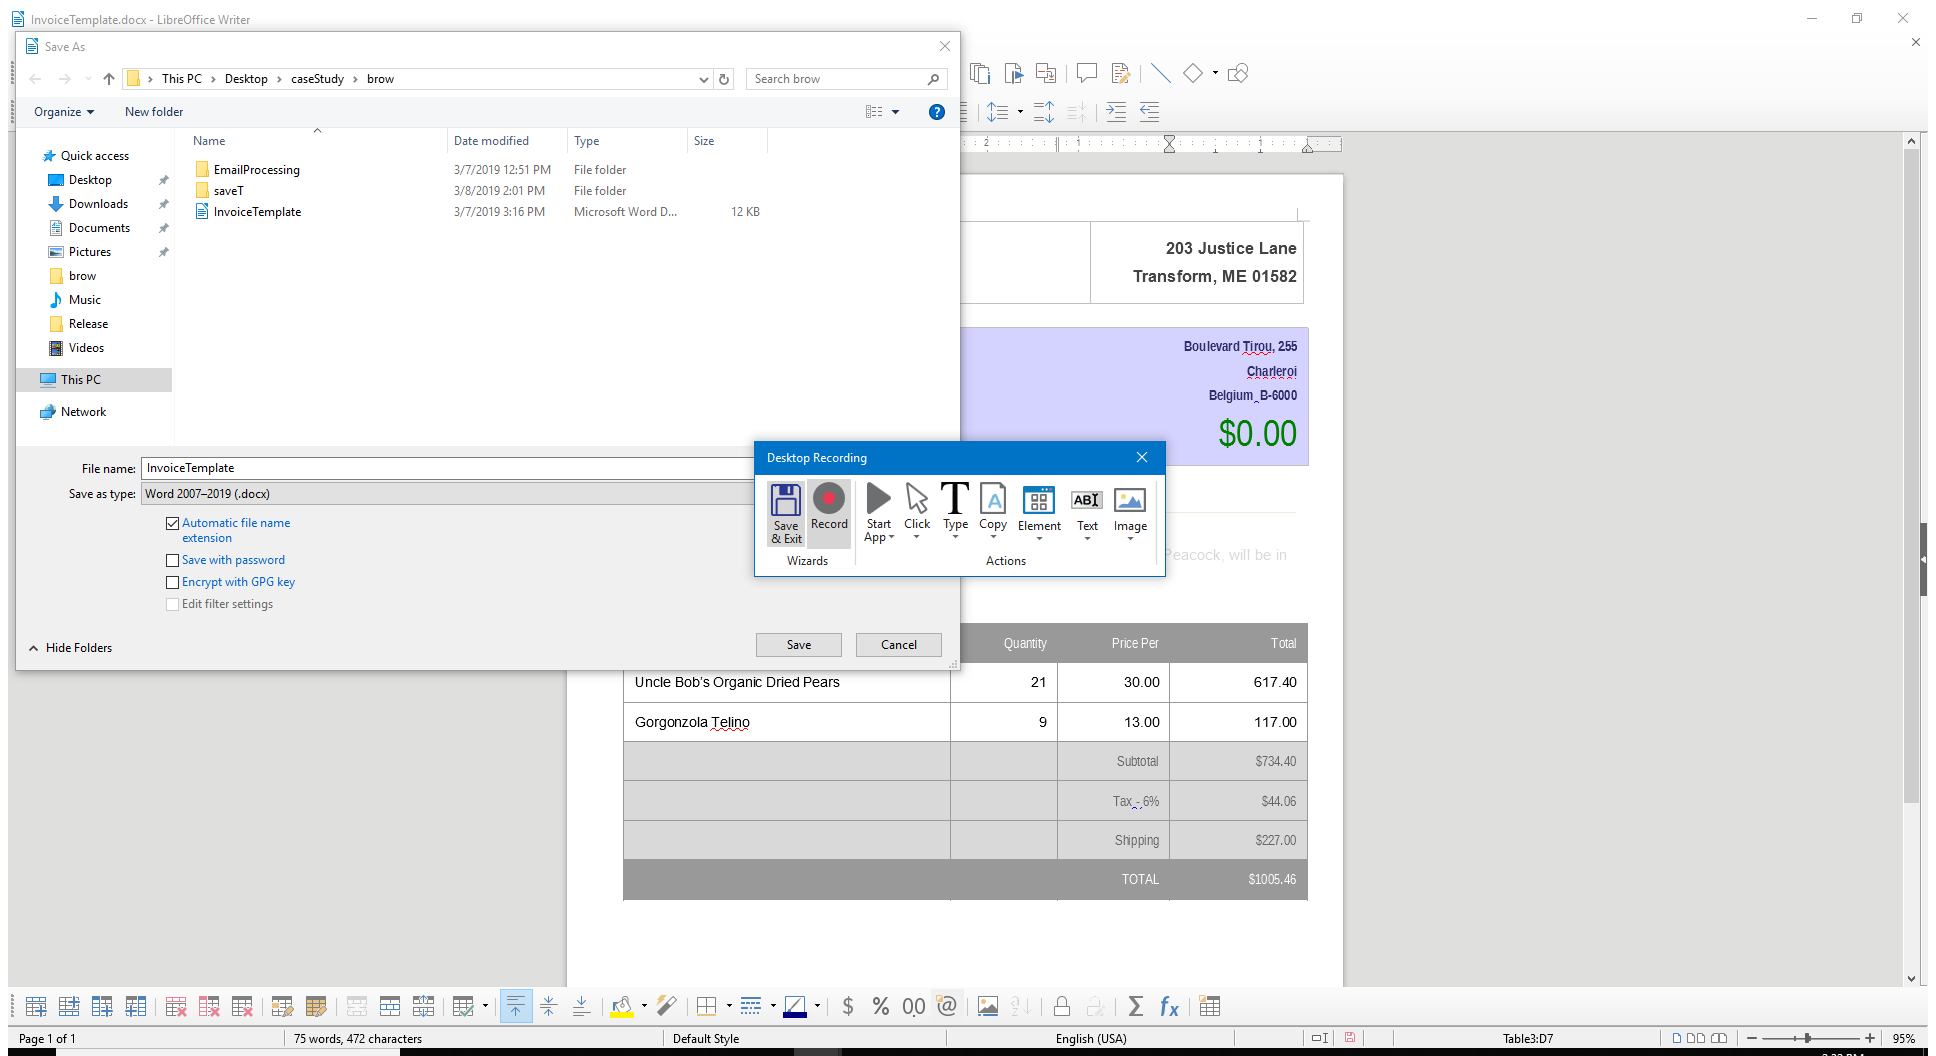 InvoiceTemplate.docx - LibreOffice Writer
Save As
This PC > Desktop > caseStudy > brow
Search brow
Organize
New folder
?
Name
Date modified
Type
Size
Quick access
Desktop
Downloads
Documents
Pictures
brow
Music
Release
Videos
This PC
Network
EmailProcessing 3/7/2019 12:51 PM File folder
saveT 3/8/2019 2:01 PM File folder
InvoiceTemplate 3/7/2019 3:16 PM Microsoft Word D... 12 KB
File name: InvoiceTemplate
Save as type: Word 2007–2019 (.docx)
Automatic file name
extension
Save with password
Encrypt with GPG key
Edit filter settings
Hide Folders
Save
Cancel
Desktop Recording
Save
& Exit
Record
Wizards
Start
App
Click
Type
Copy
Element
Text
Image
Actions
2 1 1
203 Justice Lane
Transform, ME 01582
Boulevard Tirou, 255
Charleroi
Belgium, B-6000
$0.00
Peacock, will be in
Quantity Price Per Total
Uncle Bob’s Organic Dried Pears 21 30.00 617.40
Gorgonzola Telino 9 13.00 117.00
Subtotal $734.40
Tax - 6% $44.06
Shipping $227.00
TOTAL $1005.46
Page 1 of 1
75 words, 472 characters
Default Style
English (USA)
Table3:D7
95%